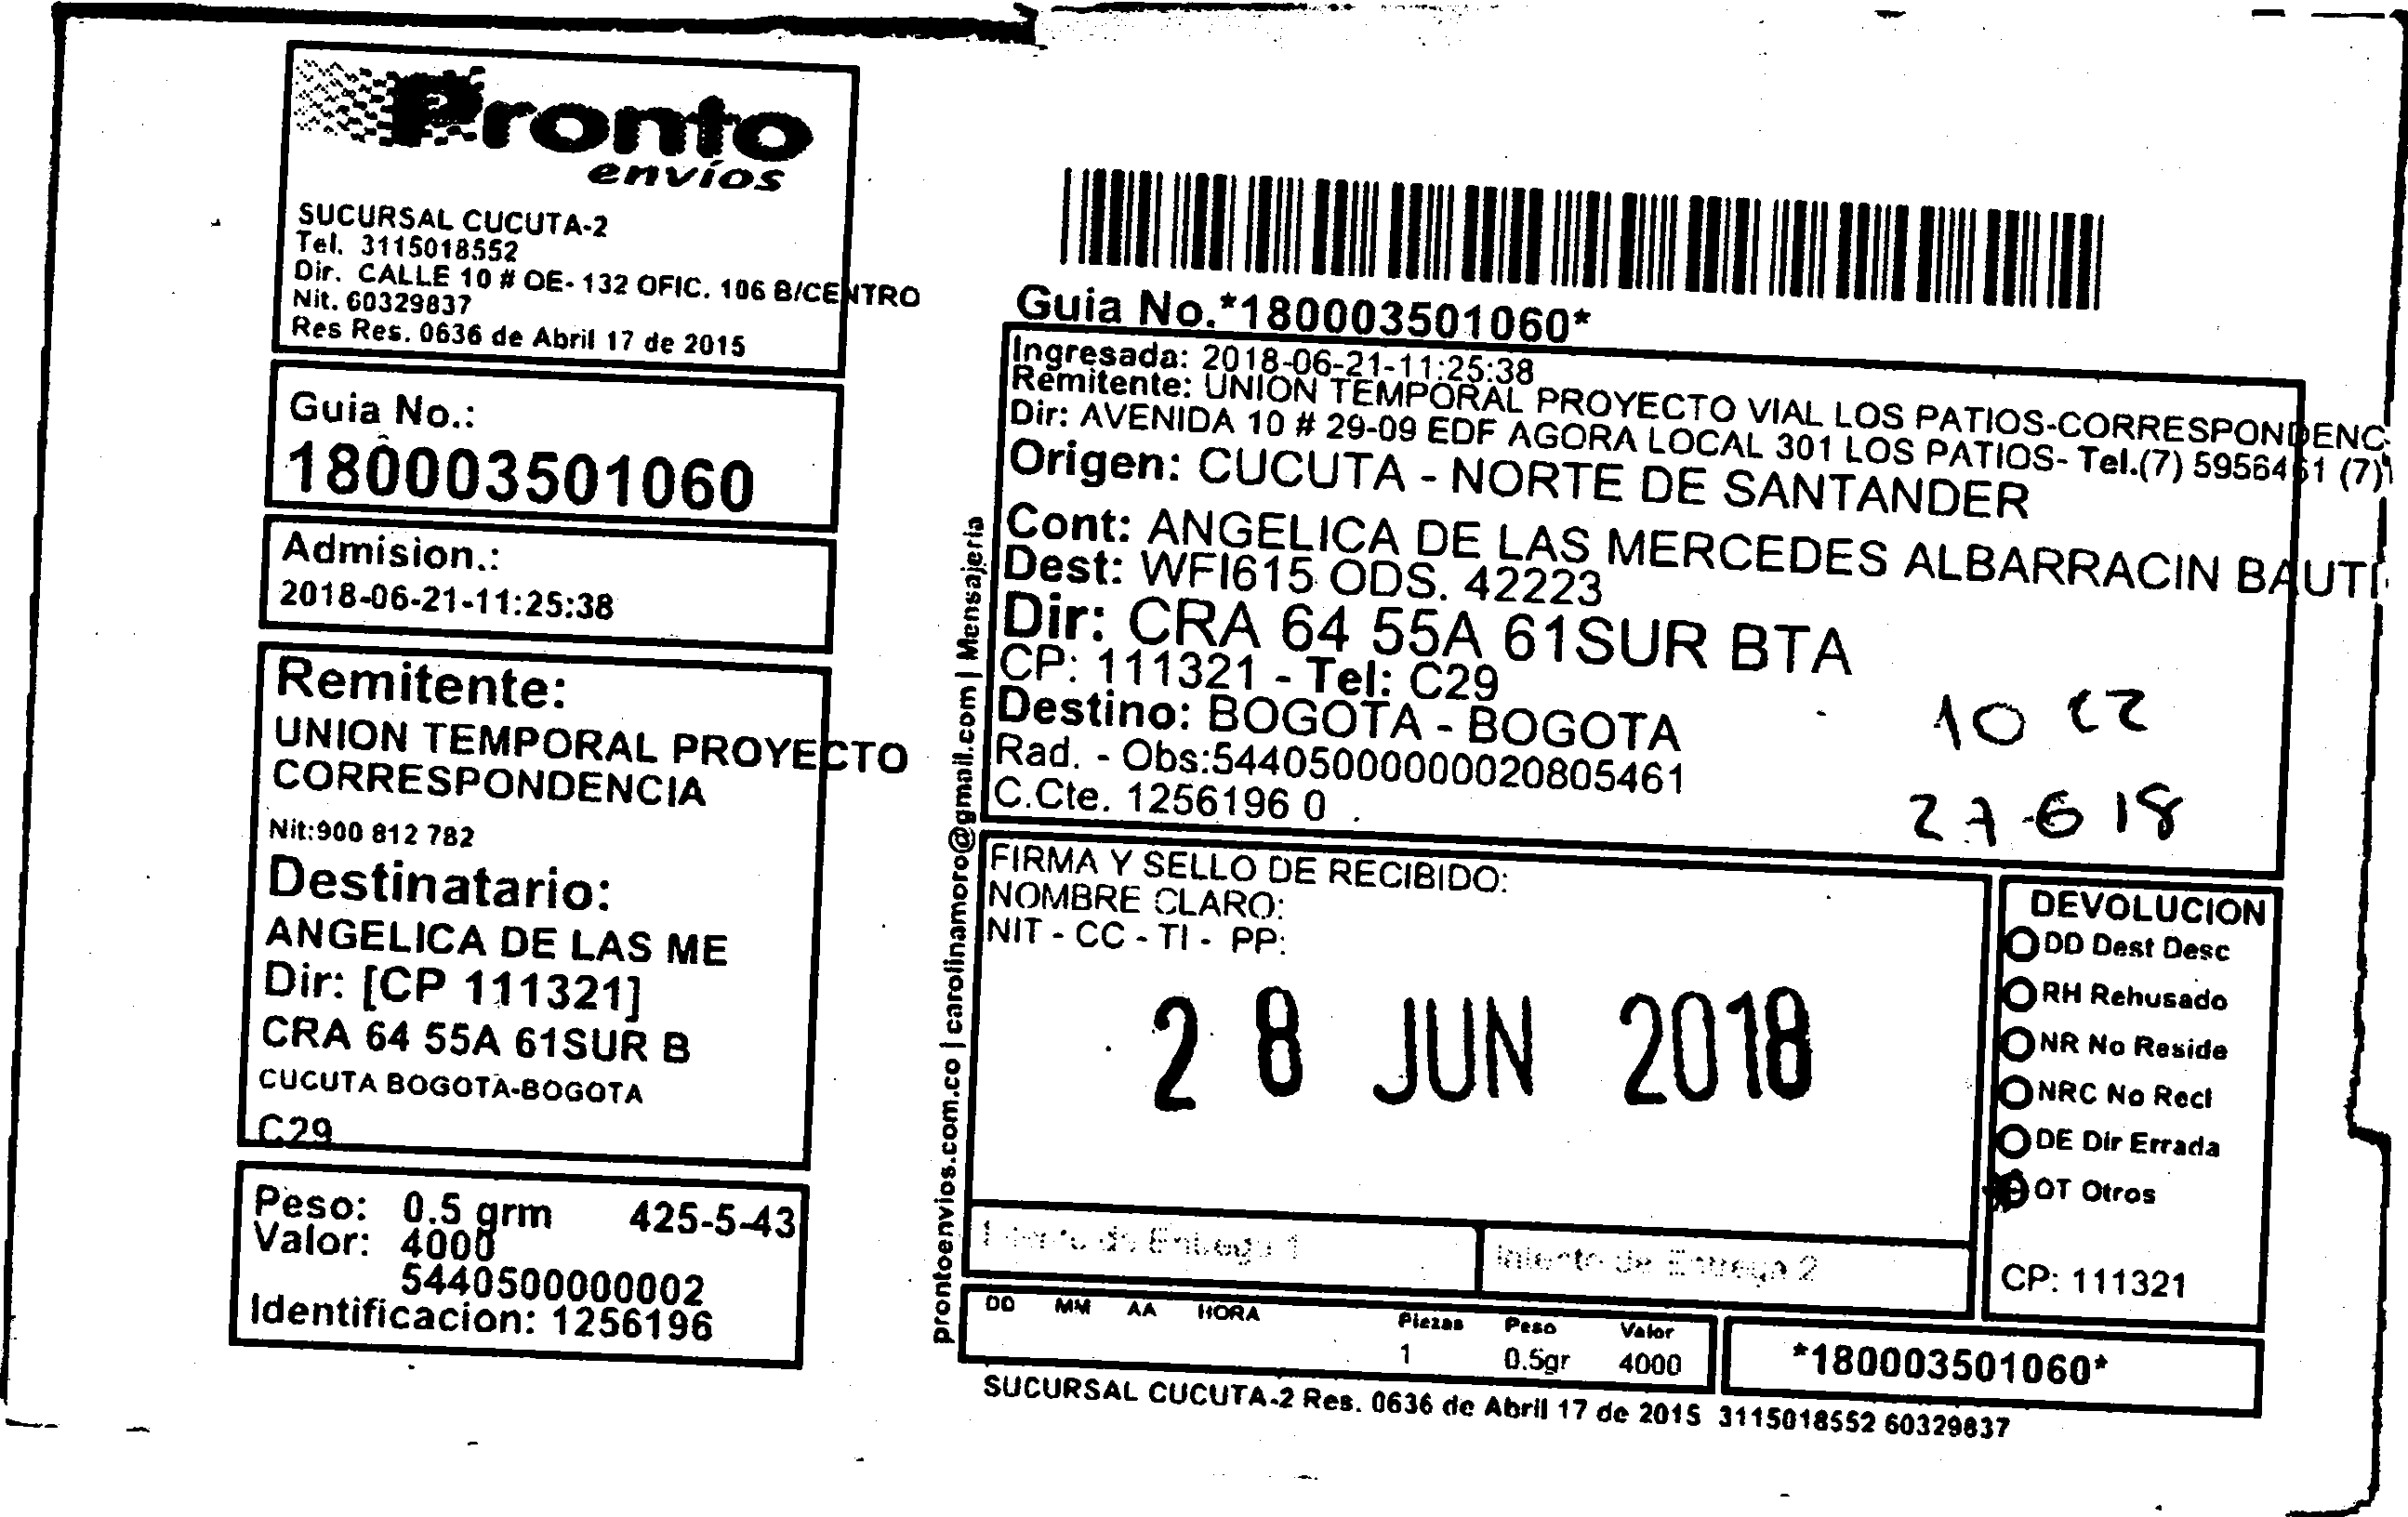 Pronto
envíos
SUCURSAL CUCUTA-2
Tel. 3115018552
Dir. CALLE 10 # OE- 132 OFIC. 106 B/CENTRO
Nit. 60329837
Res Res. 0636 de Abril 17 de 2015
Guia No.:
180003501060
Admision.:
2018-06-21-11:25:38
Remitente:
UNION TEMPORAL PROYECTO
CORRESPONDENCIA
Nit:900 812 782
Destinatario:
ANGELICA DE LAS ME
Dir: [CP 111321]
CRA 64 55A 61SUR B
CUCUTA BOGOTA-BOGOTA
C29
Peso: 0.5 grm 425-5-43
Valor: 4000
5440500000002
Identificacion: 1256196
prontoenvios.com.co | carolinamoro@gmail.com | Mensajeria
Guia No.*180003501060*
Ingresada: 2018-06-21-11:25:38
Remitente: UNION TEMPORAL PROYECTO VIAL LOS PATIOS-CORRESPONDENC
Dir: AVENIDA 10 # 29-09 EDF AGORA LOCAL 301 LOS PATIOS- Tel.(7) 5956461 (7)
Origen: CUCUTA - NORTE DE SANTANDER
Cont: ANGELICA DE LAS MERCEDES ALBARRACIN BAUTI
Dest: WFI615 ODS. 42223
Dir: CRA 64 55A 61SUR BTA
CP: 111321 - Tel: C29
Destino: BOGOTA - BOGOTA
Rad. - Obs:544050000000020805461
C.Cte. 1256196 0
10
27-6 18
FIRMA Y SELLO DE RECIBIDO:
NOMBRE CLARO:
NIT - CC - TI - PP:
28 JUN 2018
Intento de Entrega 1
Intento de Entrega 2
DEVOLUCION
DD Dest Desc
RH Rehusado
NR No Reside
NRC No Recl
DE Dir Errada
OT Otros
CP: 111321
DD MM AA HORA Piezas Peso Valor
1 0.5gr 4000
*180003501060*
SUCURSAL CUCUTA-2 Res. 0636 de Abril 17 de 2015 3115018552 60329837